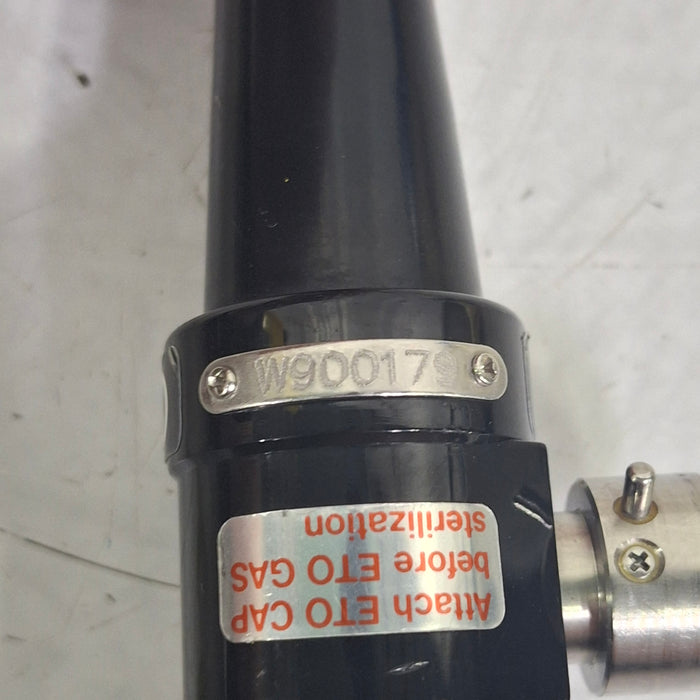 W900179
Attach ETO CAP
before ETO GAS
sterilization